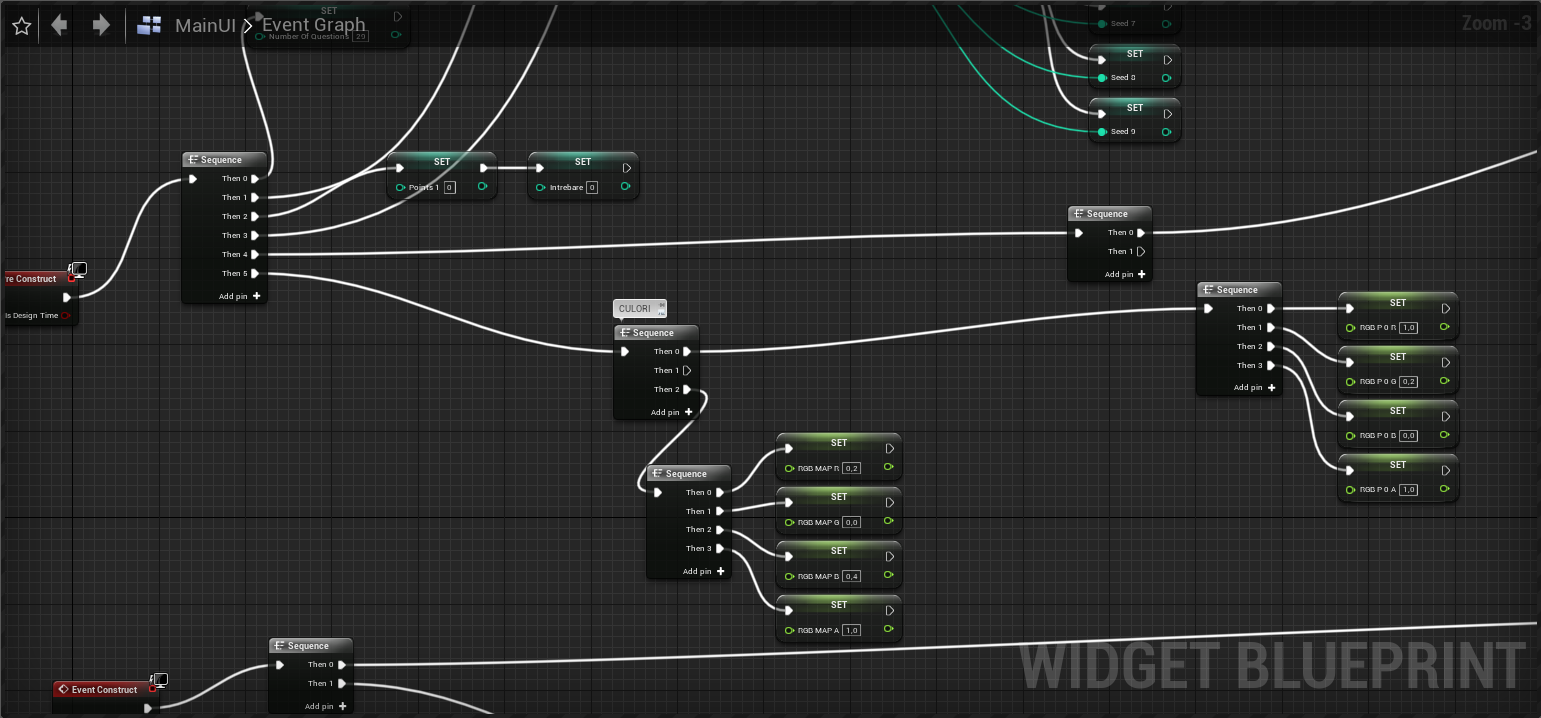 MainUI > Event Graph
Zoom -3
SET
Number Of Questions 20
Seed 7
SET
Seed 8
SET
Seed 9
Sequence
Then 0
Then 1
Then 2
Then 3
Then 4
Then 5
Add pin
SET
Points 1 0
SET
Intrebare 0
re Construct
Is Design Time
Sequence
Then 0
Then 1
Add pin
CULORI
Sequence
Then 0
Then 1
Then 2
Add pin
Sequence
Then 0
Then 1
Then 2
Then 3
Add pin
SET
RGB P 0 R 1,0
SET
RGB P 0 G 0,2
SET
RGB P 0 B 0,0
SET
RGB P 0 A 1,0
Sequence
Then 0
Then 1
Then 2
Then 3
Add pin
SET
RGB MAP R 0,2
SET
RGB MAP G 0,0
SET
RGB MAP B 0,4
SET
RGB MAP A 1,0
Sequence
Then 0
Then 1
Add pin
Event Construct
WIDGET BLUEPRINT